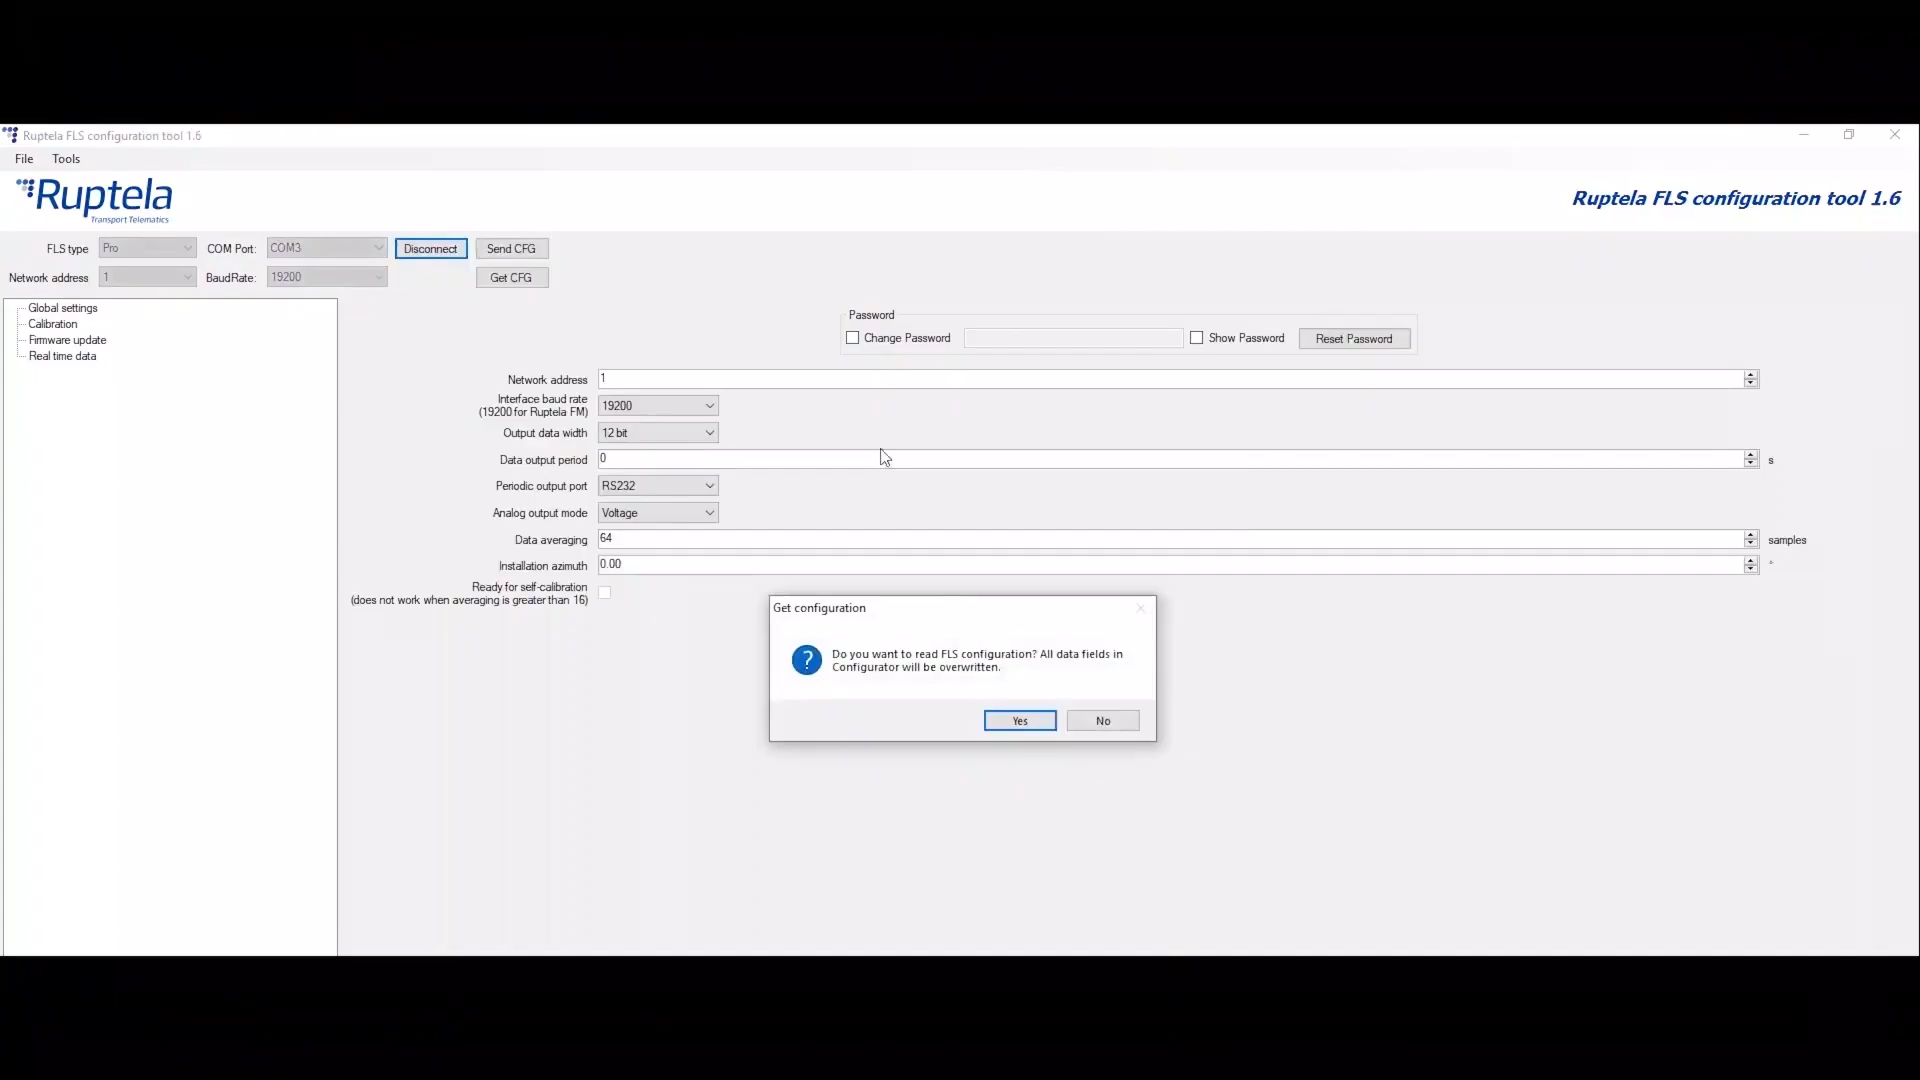 Ruptela FLS configuration tool 1.6
File Tools
Ruptela
Transport Telematics
Ruptela FLS configuration tool 1.6
FLS type Pro COM Port: COM3 Disconnect Send CFG
Network address 1 BaudRate: 19200 Get CFG
Global settings
Calibration
Firmware update
Real time data
Password
Change Password Show Password Reset Password
Network address 1
Interface baud rate
(19200 for Ruptela FM) 19200
Output data width 12 bit
Data output period 0 s
Periodic output port RS232
Analog output mode Voltage
Data averaging 64 samples
Installation azimuth 0.00 °
Ready for self-calibration
(does not work when averaging is greater than 16)
Get configuration
Do you want to read FLS configuration? All data fields in
Configurator will be overwritten.
Yes No